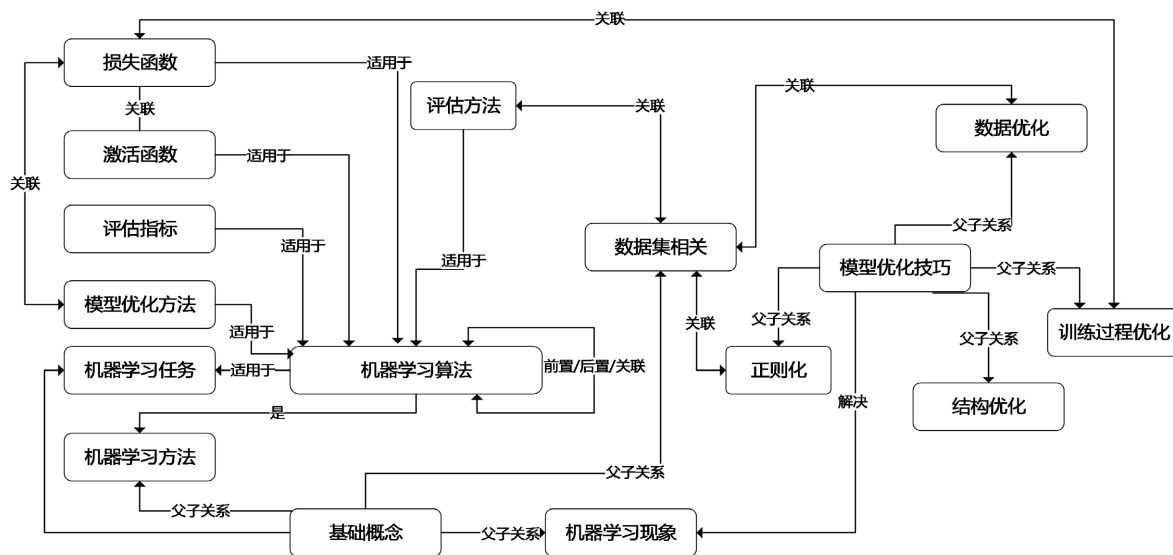 关联
损失函数
适用于
关联
评估方法
关联
关联
数据优化
激活函数
适用于
关联
评估指标
适用于
适用于
数据集相关
父子关系
模型优化技巧
父子关系
模型优化方法
适用于
关联
父子关系
父子关系
训练过程优化
机器学习任务
适用于
机器学习算法
前置/后置/关联
正则化
解决
结构优化
是
机器学习方法
父子关系
父子关系
基础概念
父子关系
机器学习现象